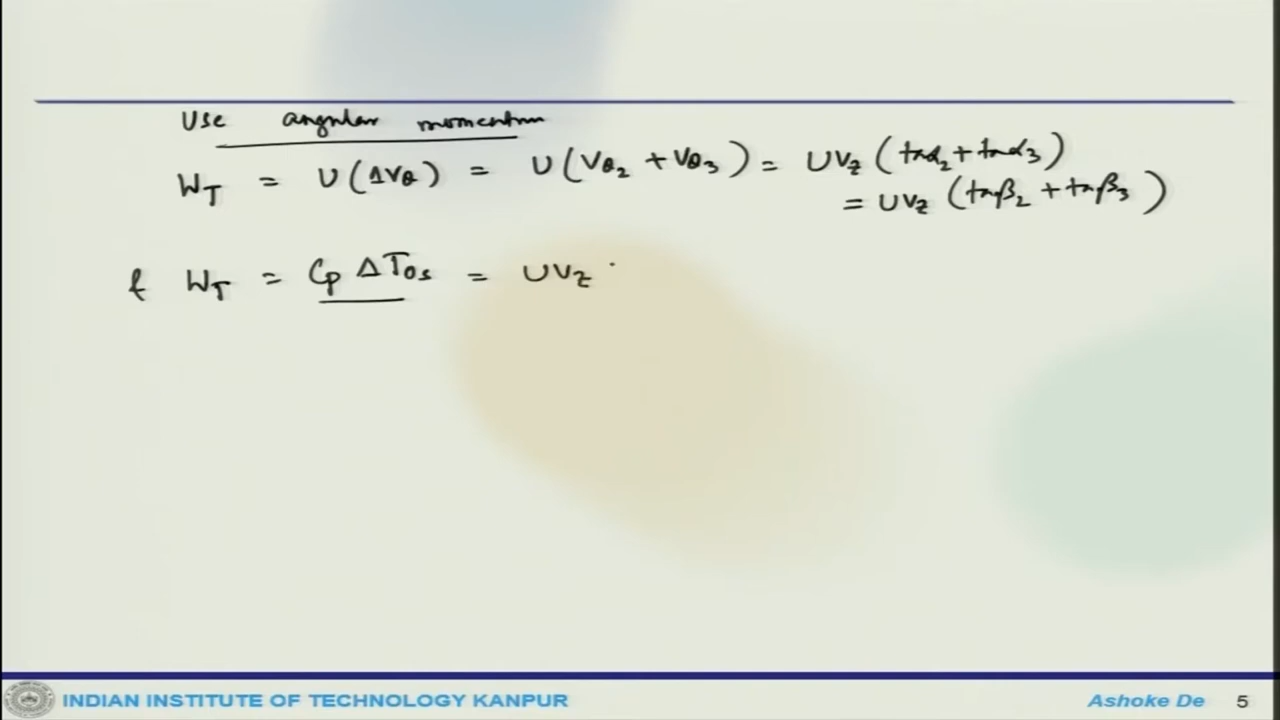 Use angular momentum
W_T = U(ΔV_θ) = U(V_θ2 + V_θ3) = UV_z(tanα_2 + tanα_3)
= UV_z(tanβ_2 + tanβ_3)
& W_T = C_p ΔT_0s = UV_z
INDIAN INSTITUTE OF TECHNOLOGY KANPUR
Ashoke De 5